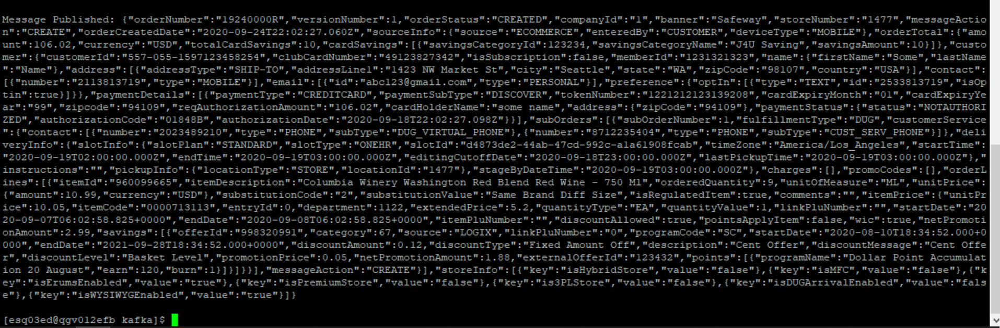 Message Published: {"orderNumber":"19240000R","versionNumber":1,"orderStatus":"CREATED","companyId":"1","banner":"Safeway","storeNumber":"1477","messageActio
n":"CREATE","orderCreatedDate":"2020-09-24T22:02:27.060Z","sourceInfo":{"source":"ECOMMERCE","enteredBy":"CUSTOMER","deviceType":"MOBILE"},"orderTotal":{"amo
unt":106.02,"currency":"USD","totalCardSavings":10,"cardSavings":[{"savingsCategoryId":123234,"savingsCategoryName":"J4U Saving","savingsAmount":10}]},"custo
mer":{"customerId":"557-055-1597123458254","clubCardNumber":"49123827342","isSubscription":false,"memberId":"1231321323","name":{"firstName":"Some","lastName
":"Name"},"address":[{"addressType":"SHIP-TO","addressLine1":"1423 NW Market St","city":"Seattle","state":"WA","zipCode":"98107","country":"USA"}],"contact":
[{"number":"2113813719","type":"MOBILE"}],"email":[{"id":"abc123@gmail.com","type":"PERSONAL"}],"preference":{"optIn":[{"type":"TEXT","id":"2533813719","isOp
tin":true}]}},"paymentDetails":[{"paymentType":"CREDITCARD","paymentSubType":"DISCOVER","tokenNumber":"1221212123139208","cardExpiryMonth":"01","cardExpiryYe
ar":"99","zipcode":"94109","reqAuthorizationAmount":"106.02","cardHolderName":"some name","address":{"zipCode":"94109"},"paymentStatus":{"status":"NOTAUTHORI
ZED","authorizationCode":"01848B","authorizationDate":"2020-09-18T22:02:27.098Z"}}],"subOrders":[{"subOrderNumber":1,"fulfillmentType":"DUG","customerService
":{"contact":[{"number":"2023489210","type":"PHONE","subType":"DUG_VIRTUAL_PHONE"},{"number":"8712235404","type":"PHONE","subType":"CUST_SERV_PHONE"}]},"deli
veryInfo":{"slotInfo":{"slotPlan":"STANDARD","slotType":"ONEHR","slotId":"d4873de2-44ab-47cd-992c-a1a61908fcab","timeZone":"America/Los_Angeles","startTime":
"2020-09-19T02:00:00.000Z","endTime":"2020-09-19T03:00:00.000Z","editingCutoffDate":"2020-09-18T23:00:00.000Z","lastPickupTime":"2020-09-19T03:00:00.000Z"},"
instructions":"","pickupInfo":{"locationType":"STORE","locationId":"1477"},"stageByDateTime":"2020-09-19T03:00:00.000Z"},"charges":[],"promoCodes":[],"orderL
ines":[{"itemId":"960099665","itemDescription":"Columbia Winery Washington Red Blend Red Wine - 750 Ml","orderedQuantity":9,"unitOfMeasure":"ML","unitPrice":
{"amount":10.99,"currency":"USD"},"substitutionCode":"2","substitutionValue":"Same Brand Diff Size","isRegulatedItem":true,"comments":"","itemPrice":{"unitPr
ice":10.05,"itemCode":"0000713113","entryId":0,"department":1122,"extendedPrice":5.2,"quantityType":"EA","quantityValue":1,"linkPluNumber":"","startDate":"20
20-09-07T06:02:58.825+0000","endDate":"2020-09-08T06:02:58.825+0000","itemPluNumber":"","discountAllowed":true,"pointsApplyItem":false,"wic":true,"netPromoti
onAmount":2.99,"savings":[{"offerId":"998320991","category":67,"source":"LOGIX","linkPluNumber":"0","programCode":"SC","startDate":"2020-08-10T18:34:52.000+0
000","endDate":"2021-09-28T18:34:52.000+0000","discountAmount":0.12,"discountType":"Fixed Amount Off","description":"Cent Offer","discountMessage":"Cent Offe
r","discountLevel":"Basket Level","promotionPrice":0.05,"netPromotionAmount":1.88,"externalOfferId":"123432","points":[{"programName":"Dollar Point Accumulat
ion 20 August","earn":120,"burn":1}]}]}}],"messageAction":"CREATE"}],"storeInfo":[{"key":"isHybridStore","value":"false"},{"key":"isMFC","value":"false"},{"k
ey":"isErumsEnabled","value":"true"},{"key":"isPremiumStore","value":"false"},{"key":"is3PLStore","value":"false"},{"key":"isDUGArrivalEnabled","value":"fals
e"},{"key":"isWYSIWYGEnabled","value":"true"}]}
[esq03ed@qgv012efb kafka]$